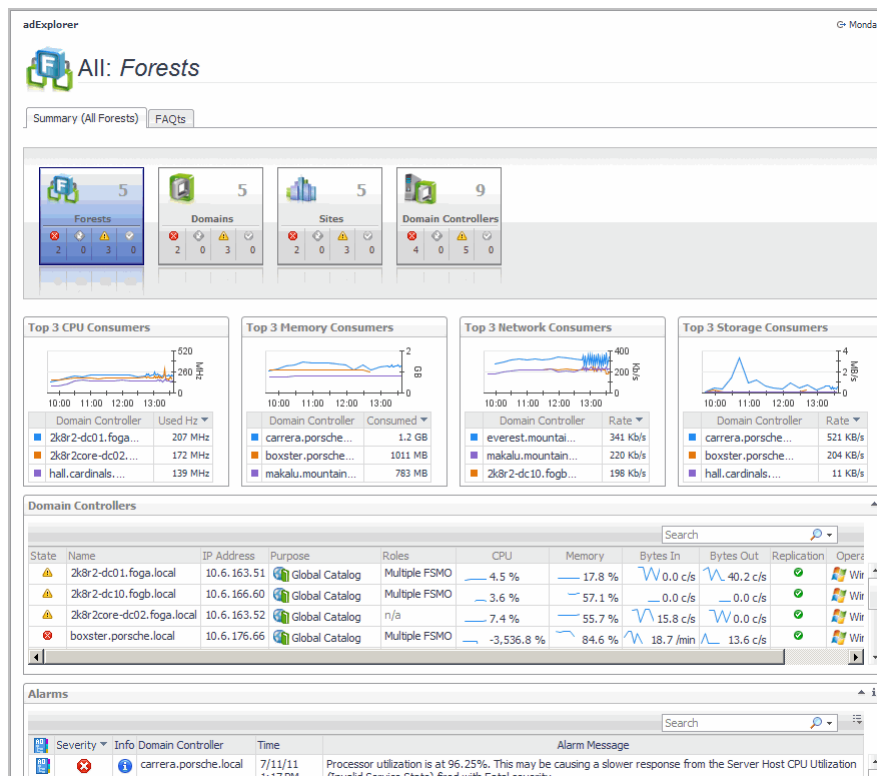 adExplorer
Monda
All: Forests
Summary (All Forests) FAQts
5 5 5 9
Forests Domains Sites Domain Controllers
2 0 3 0 2 0 3 0 2 0 3 0 4 0 5 0
Top 3 CPU Consumers
520
260
0
MHz
10:00 11:00 12:00 13:00
Domain Controller Used Hz
2k8r2-dc01.foga... 207 MHz
2k8r2core-dc02.... 172 MHz
hall.cardinals.... 139 MHz
Top 3 Memory Consumers
2
0
GB
10:00 11:00 12:00 13:00
Domain Controller Consumed
carrera.porsche... 1.2 GB
boxster.porsche... 1011 MB
makalu.mountain... 783 MB
Top 3 Network Consumers
400
200
0
Kb/s
10:00 11:00 12:00 13:00
Domain Controller Rate
everest.mountai... 341 Kb/s
makalu.mountain... 220 Kb/s
2k8r2-dc10.fogb... 198 Kb/s
Top 3 Storage Consumers
4
2
0
MB/s
10:00 11:00 12:00 13:00
Domain Controller Rate
carrera.porsche... 521 KB/s
boxster.porsche... 204 KB/s
hall.cardinals.... 11 KB/s
Domain Controllers
Search
State Name IP Address Purpose Roles CPU Memory Bytes In Bytes Out Replication Opera
2k8r2-dc01.foga.local 10.6.163.51 Global Catalog Multiple FSMO 4.5 % 17.8 % 0.0 c/s 40.2 c/s Wir
2k8r2-dc10.fogb.local 10.6.166.60 Global Catalog Multiple FSMO 3.6 % 57.1 % 0.0 c/s 0.0 c/s Wir
2k8r2core-dc02.foga.local 10.6.163.52 Global Catalog n/a 7.4 % 55.7 % 15.8 c/s 0.0 c/s Wir
boxster.porsche.local 10.6.176.66 Global Catalog Multiple FSMO -3,536.8 % 84.6 % 18.7 /min 13.6 c/s Wir
Alarms
Search
Severity Info Domain Controller Time Alarm Message
carrera.porsche.local 7/11/11 Processor utilization is at 96.25%. This may be causing a slower response from the Server Host CPU Utilization
1:17 PM (Invalid Service State) fired with Fatal severity